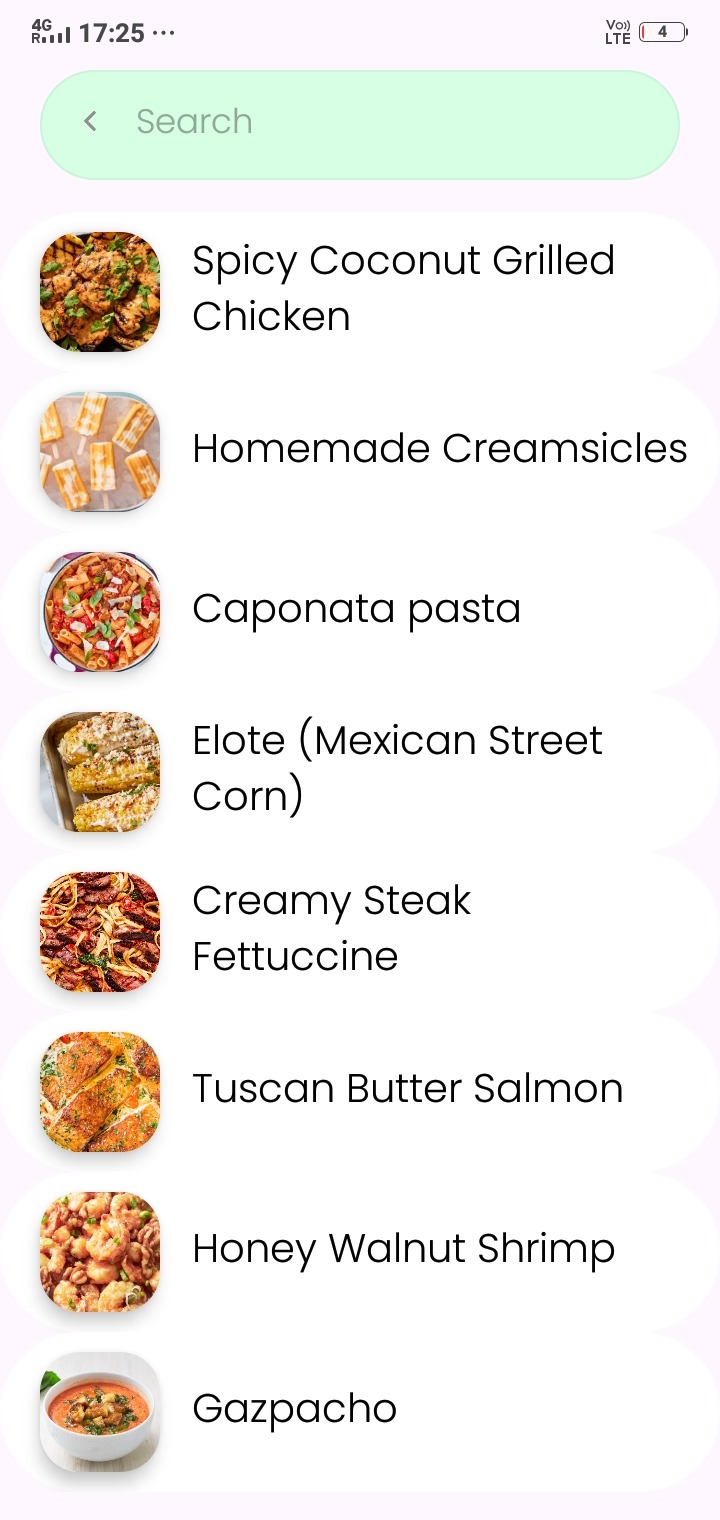 4G
R 17:25 ...
Vo))
LTE 4
Search
Spicy Coconut Grilled
Chicken
Homemade Creamsicles
Caponata pasta
Elote (Mexican Street
Corn)
Creamy Steak
Fettuccine
Tuscan Butter Salmon
Honey Walnut Shrimp
Gazpacho